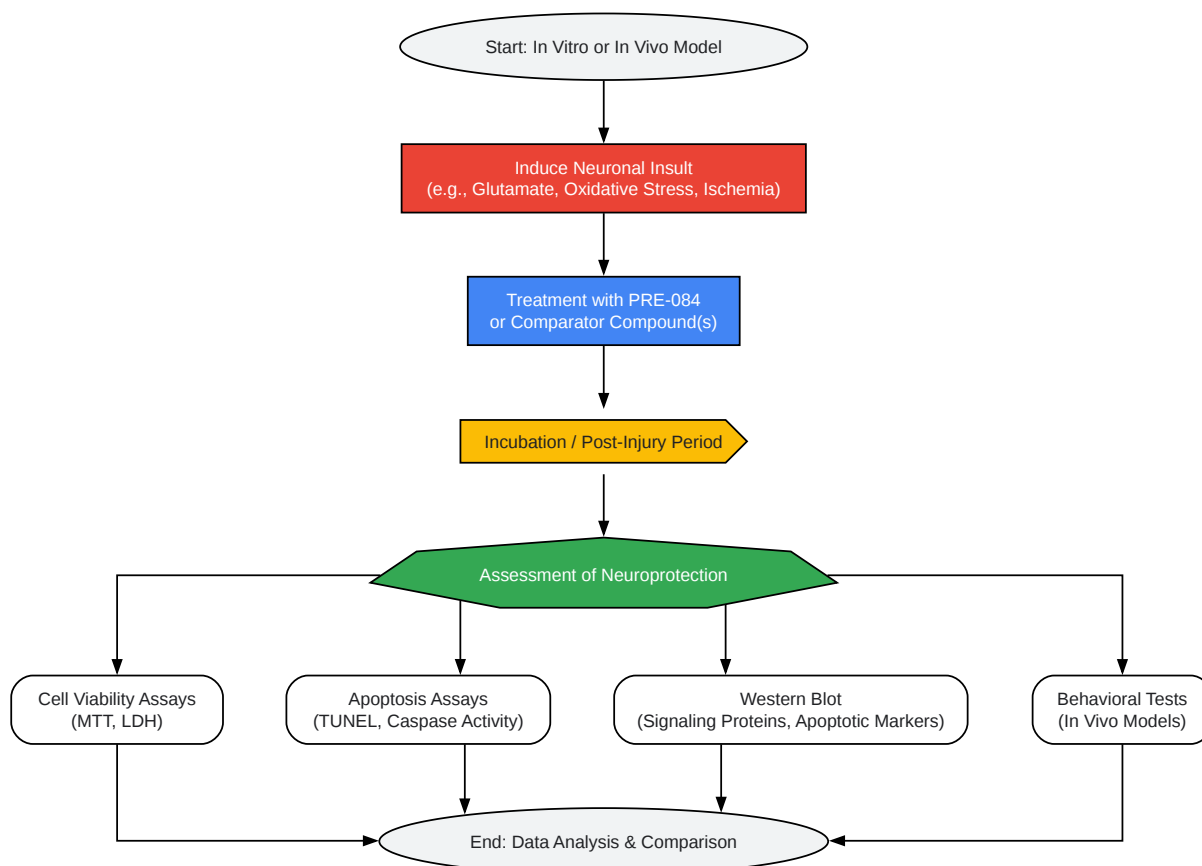 Start: In Vitro or In Vivo Model
Induce Neuronal Insult
(e.g., Glutamate, Oxidative Stress, Ischemia)
Treatment with PRE-084
or Comparator Compound(s)
Incubation / Post-Injury Period
Assessment of Neuroprotection
Cell Viability Assays
(MTT, LDH)
Apoptosis Assays
(TUNEL, Caspase Activity)
Western Blot
(Signaling Proteins, Apoptotic Markers)
Behavioral Tests
(In Vivo Models)
End: Data Analysis & Comparison